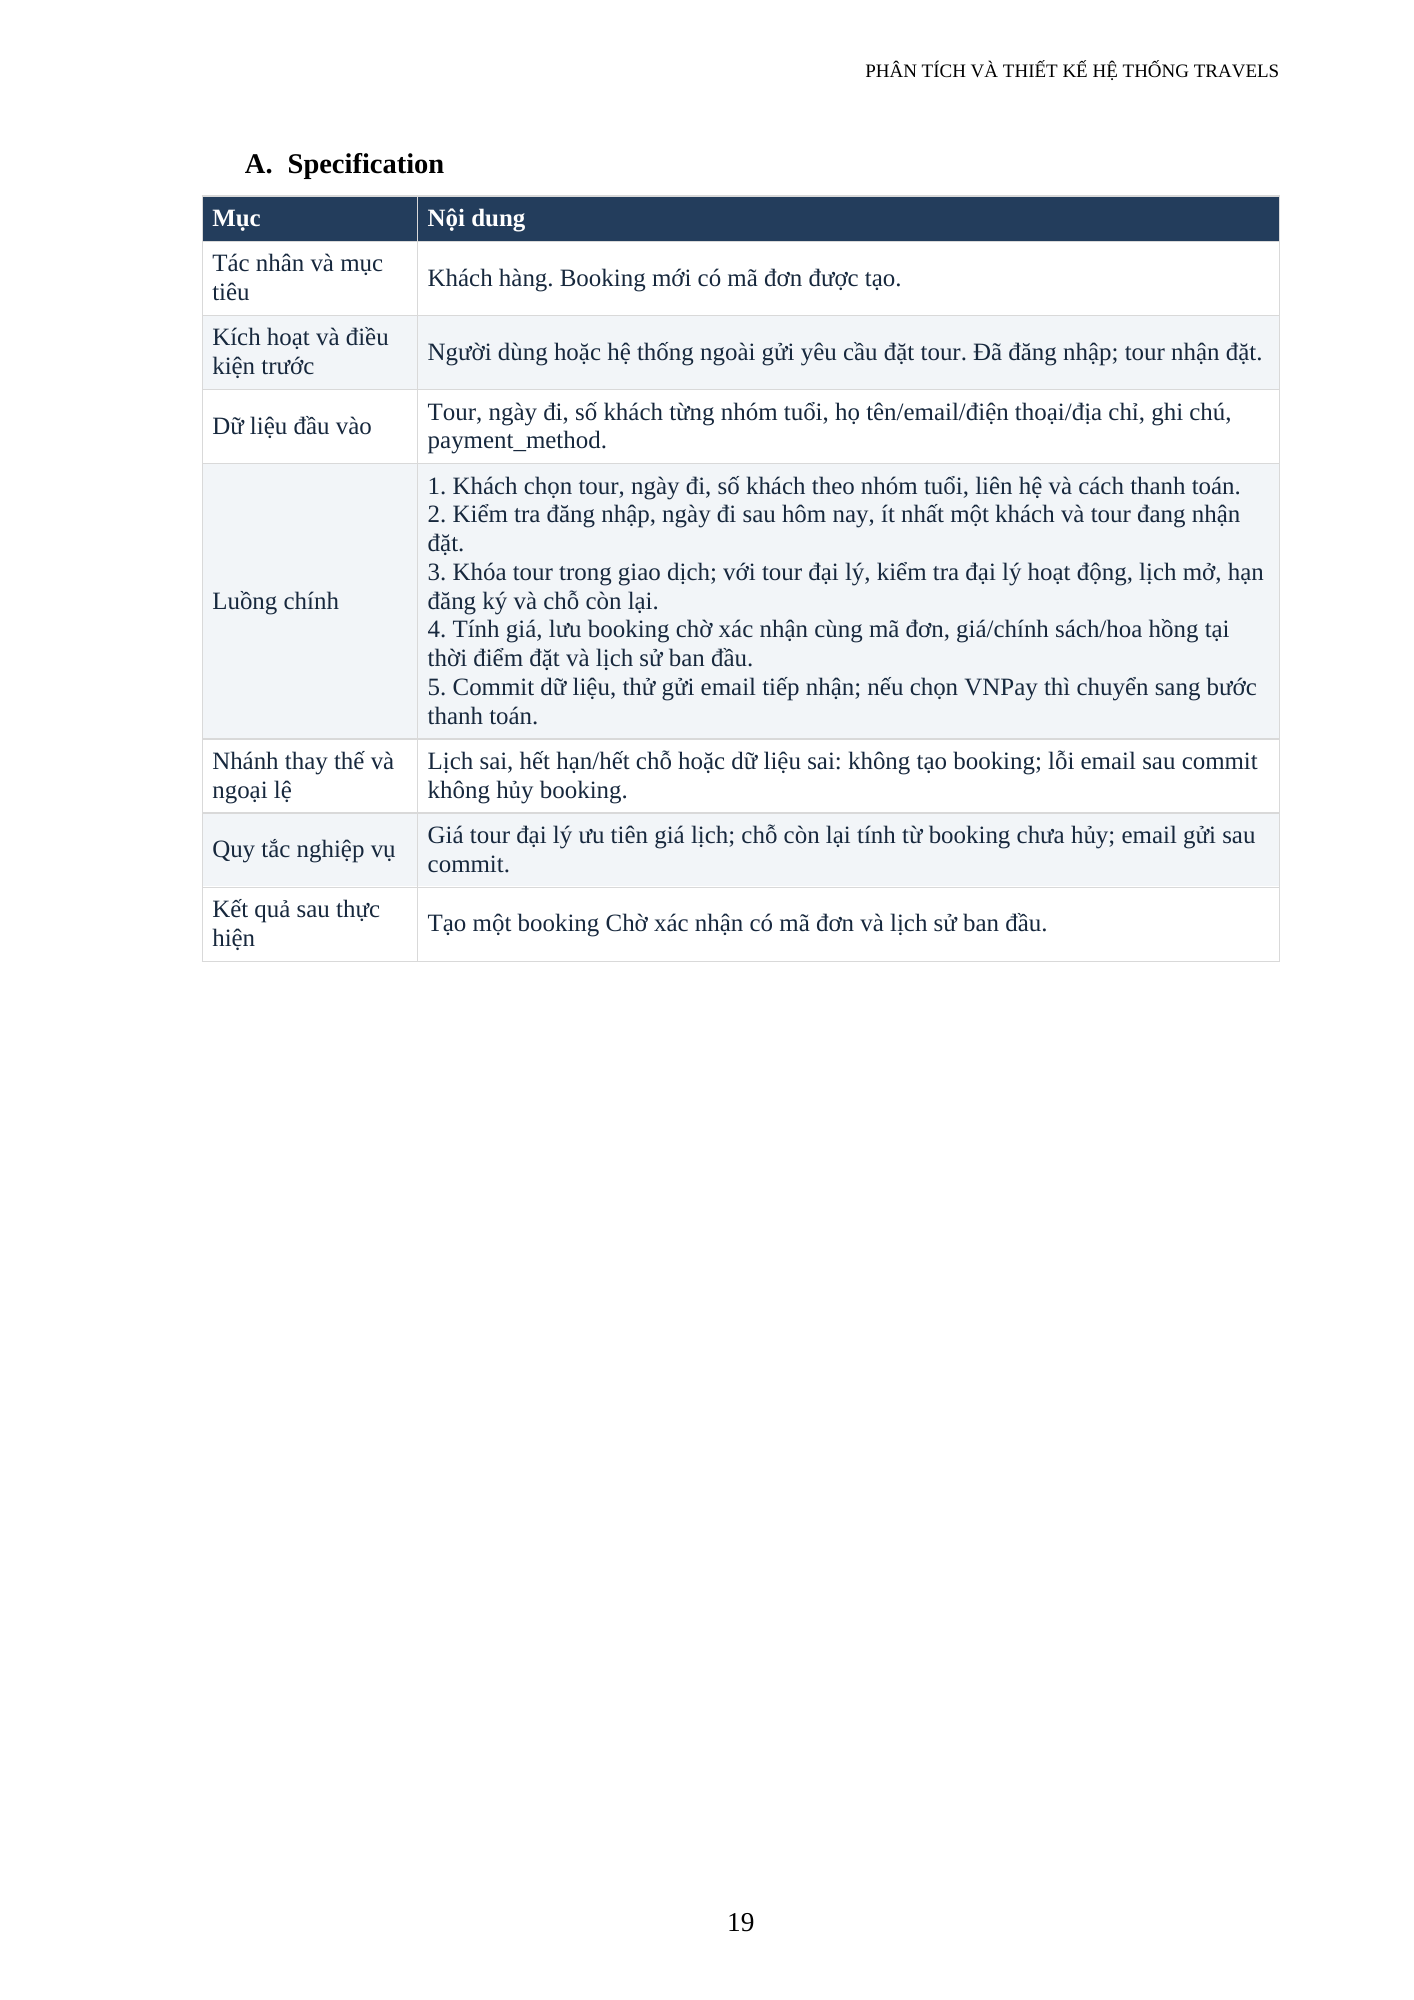 PHÂN TÍCH VÀ THIẾT KẾ HỆ THỐNG TRAVELS
A. Specification
Mục
Nội dung
Tác nhân và mục
tiêu
Khách hàng. Booking mới có mã đơn được tạo.
Kích hoạt và điều
kiện trước
Người dùng hoặc hệ thống ngoài gửi yêu cầu đặt tour. Đã đăng nhập; tour nhận đặt.
Dữ liệu đầu vào
Tour, ngày đi, số khách từng nhóm tuổi, họ tên/email/điện thoại/địa chỉ, ghi chú,
payment_method.
Luồng chính
1. Khách chọn tour, ngày đi, số khách theo nhóm tuổi, liên hệ và cách thanh toán.
2. Kiểm tra đăng nhập, ngày đi sau hôm nay, ít nhất một khách và tour đang nhận
đặt.
3. Khóa tour trong giao dịch; với tour đại lý, kiểm tra đại lý hoạt động, lịch mở, hạn
đăng ký và chỗ còn lại.
4. Tính giá, lưu booking chờ xác nhận cùng mã đơn, giá/chính sách/hoa hồng tại
thời điểm đặt và lịch sử ban đầu.
5. Commit dữ liệu, thử gửi email tiếp nhận; nếu chọn VNPay thì chuyển sang bước
thanh toán.
Nhánh thay thế và
ngoại lệ
Lịch sai, hết hạn/hết chỗ hoặc dữ liệu sai: không tạo booking; lỗi email sau commit
không hủy booking.
Quy tắc nghiệp vụ
Giá tour đại lý ưu tiên giá lịch; chỗ còn lại tính từ booking chưa hủy; email gửi sau
commit.
Kết quả sau thực
hiện
Tạo một booking Chờ xác nhận có mã đơn và lịch sử ban đầu.
19